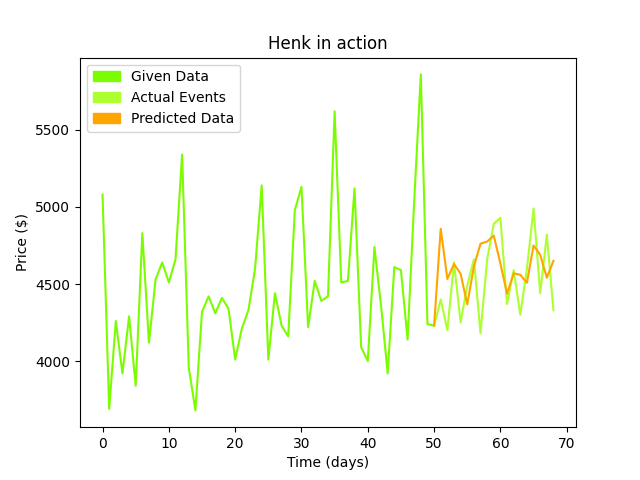 Henk in action
Given Data
Actual Events
Predicted Data
Price ($)
5500
5000
4500
4000
0 10 20 30 40 50 60 70
Time (days)